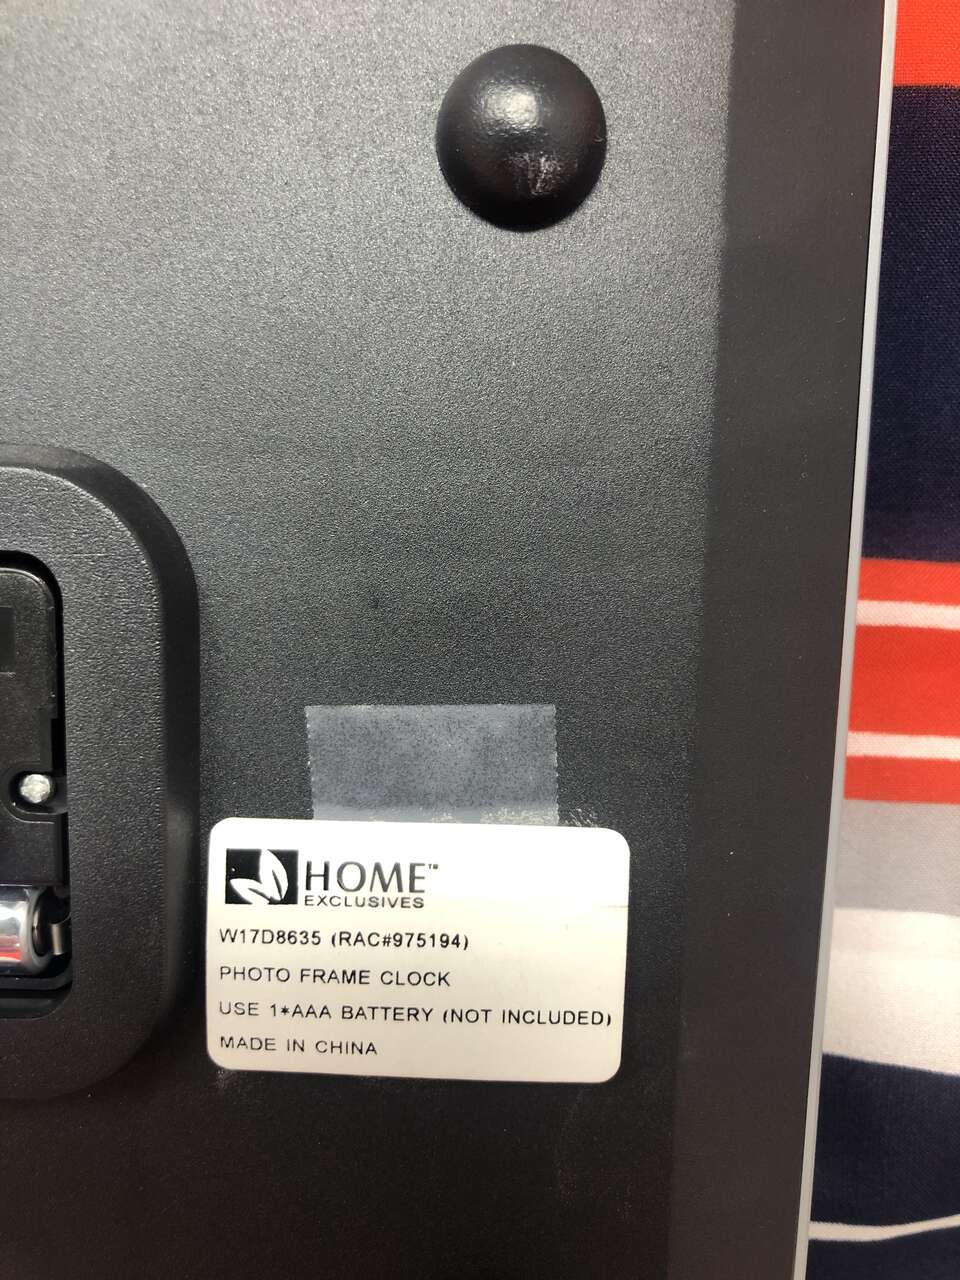 HOME™
EXCLUSIVES
W17D8635 (RAC#975194)
PHOTO FRAME CLOCK
USE 1*AAA BATTERY (NOT INCLUDED)
MADE IN CHINA